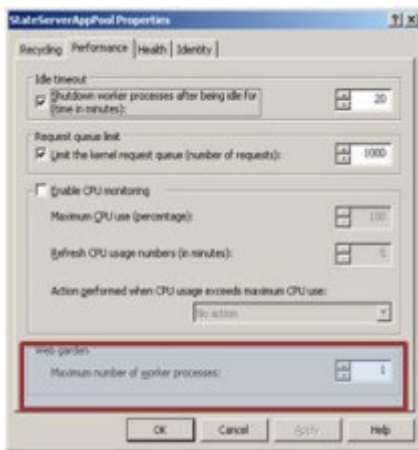 StateServerAppPool Properties
Recycling Performance Health Identity
Idle timeout
Shutdown worker processes after being idle for
(time in minutes):
20
Request queue limit
Limit the kernel request queue (number of requests):
1000
Enable CPU monitoring
Maximum CPU use (percentage):
100
Refresh CPU usage numbers (in minutes):
5
Action performed when CPU usage exceeds maximum CPU use:
No action
Web garden
Maximum number of worker processes:
1
OK Cancel Apply Help